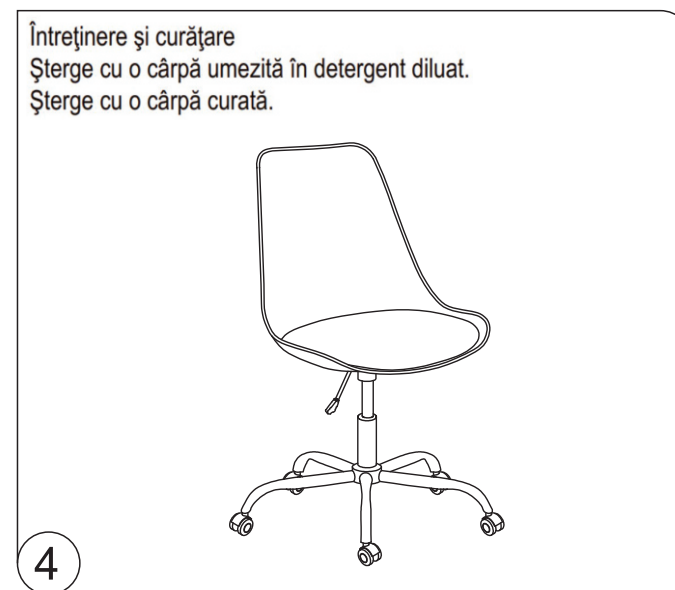 Întreţinere şi curăţare
Şterge cu o cârpă umezită în detergent diluat.
Şterge cu o cârpă curată.
4